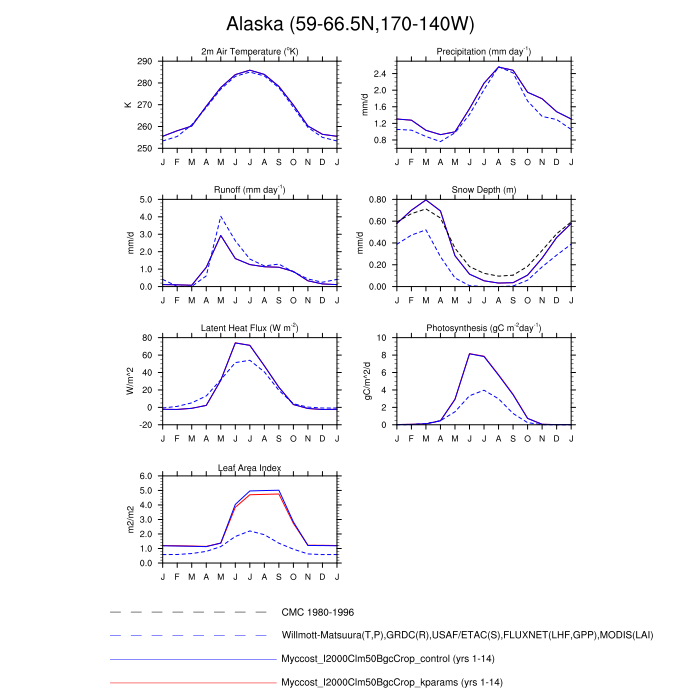 Alaska (59-66.5N,170-140W)
2m Air Temperature (°K)
Precipitation (mm day-1)
290
280
270
260
250
K
J F M A M J J A S O N D J
2.4
2.0
1.6
1.2
0.8
mm/d
J F M A M J J A S O N D J
Runoff (mm day-1)
Snow Depth (m)
5.0
4.0
3.0
2.0
1.0
0.0
mm/d
J F M A M J J A S O N D J
0.80
0.60
0.40
0.20
0.00
mm/d
J F M A M J J A S O N D J
Latent Heat Flux (W m-2)
Photosynthesis (gC m-2day-1)
80
60
40
20
0
-20
W/m^2
J F M A M J J A S O N D J
10
8
6
4
2
0
gC/m^2/d
J F M A M J J A S O N D J
Leaf Area Index
6.0
5.0
4.0
3.0
2.0
1.0
0.0
m2/m2
J F M A M J J A S O N D J
CMC 1980-1996
Willmott-Matsuura(T,P),GRDC(R),USAF/ETAC(S),FLUXNET(LHF,GPP),MODIS(LAI)
Myccost_I2000Clm50BgcCrop_control (yrs 1-14)
Myccost_I2000Clm50BgcCrop_kparams (yrs 1-14)